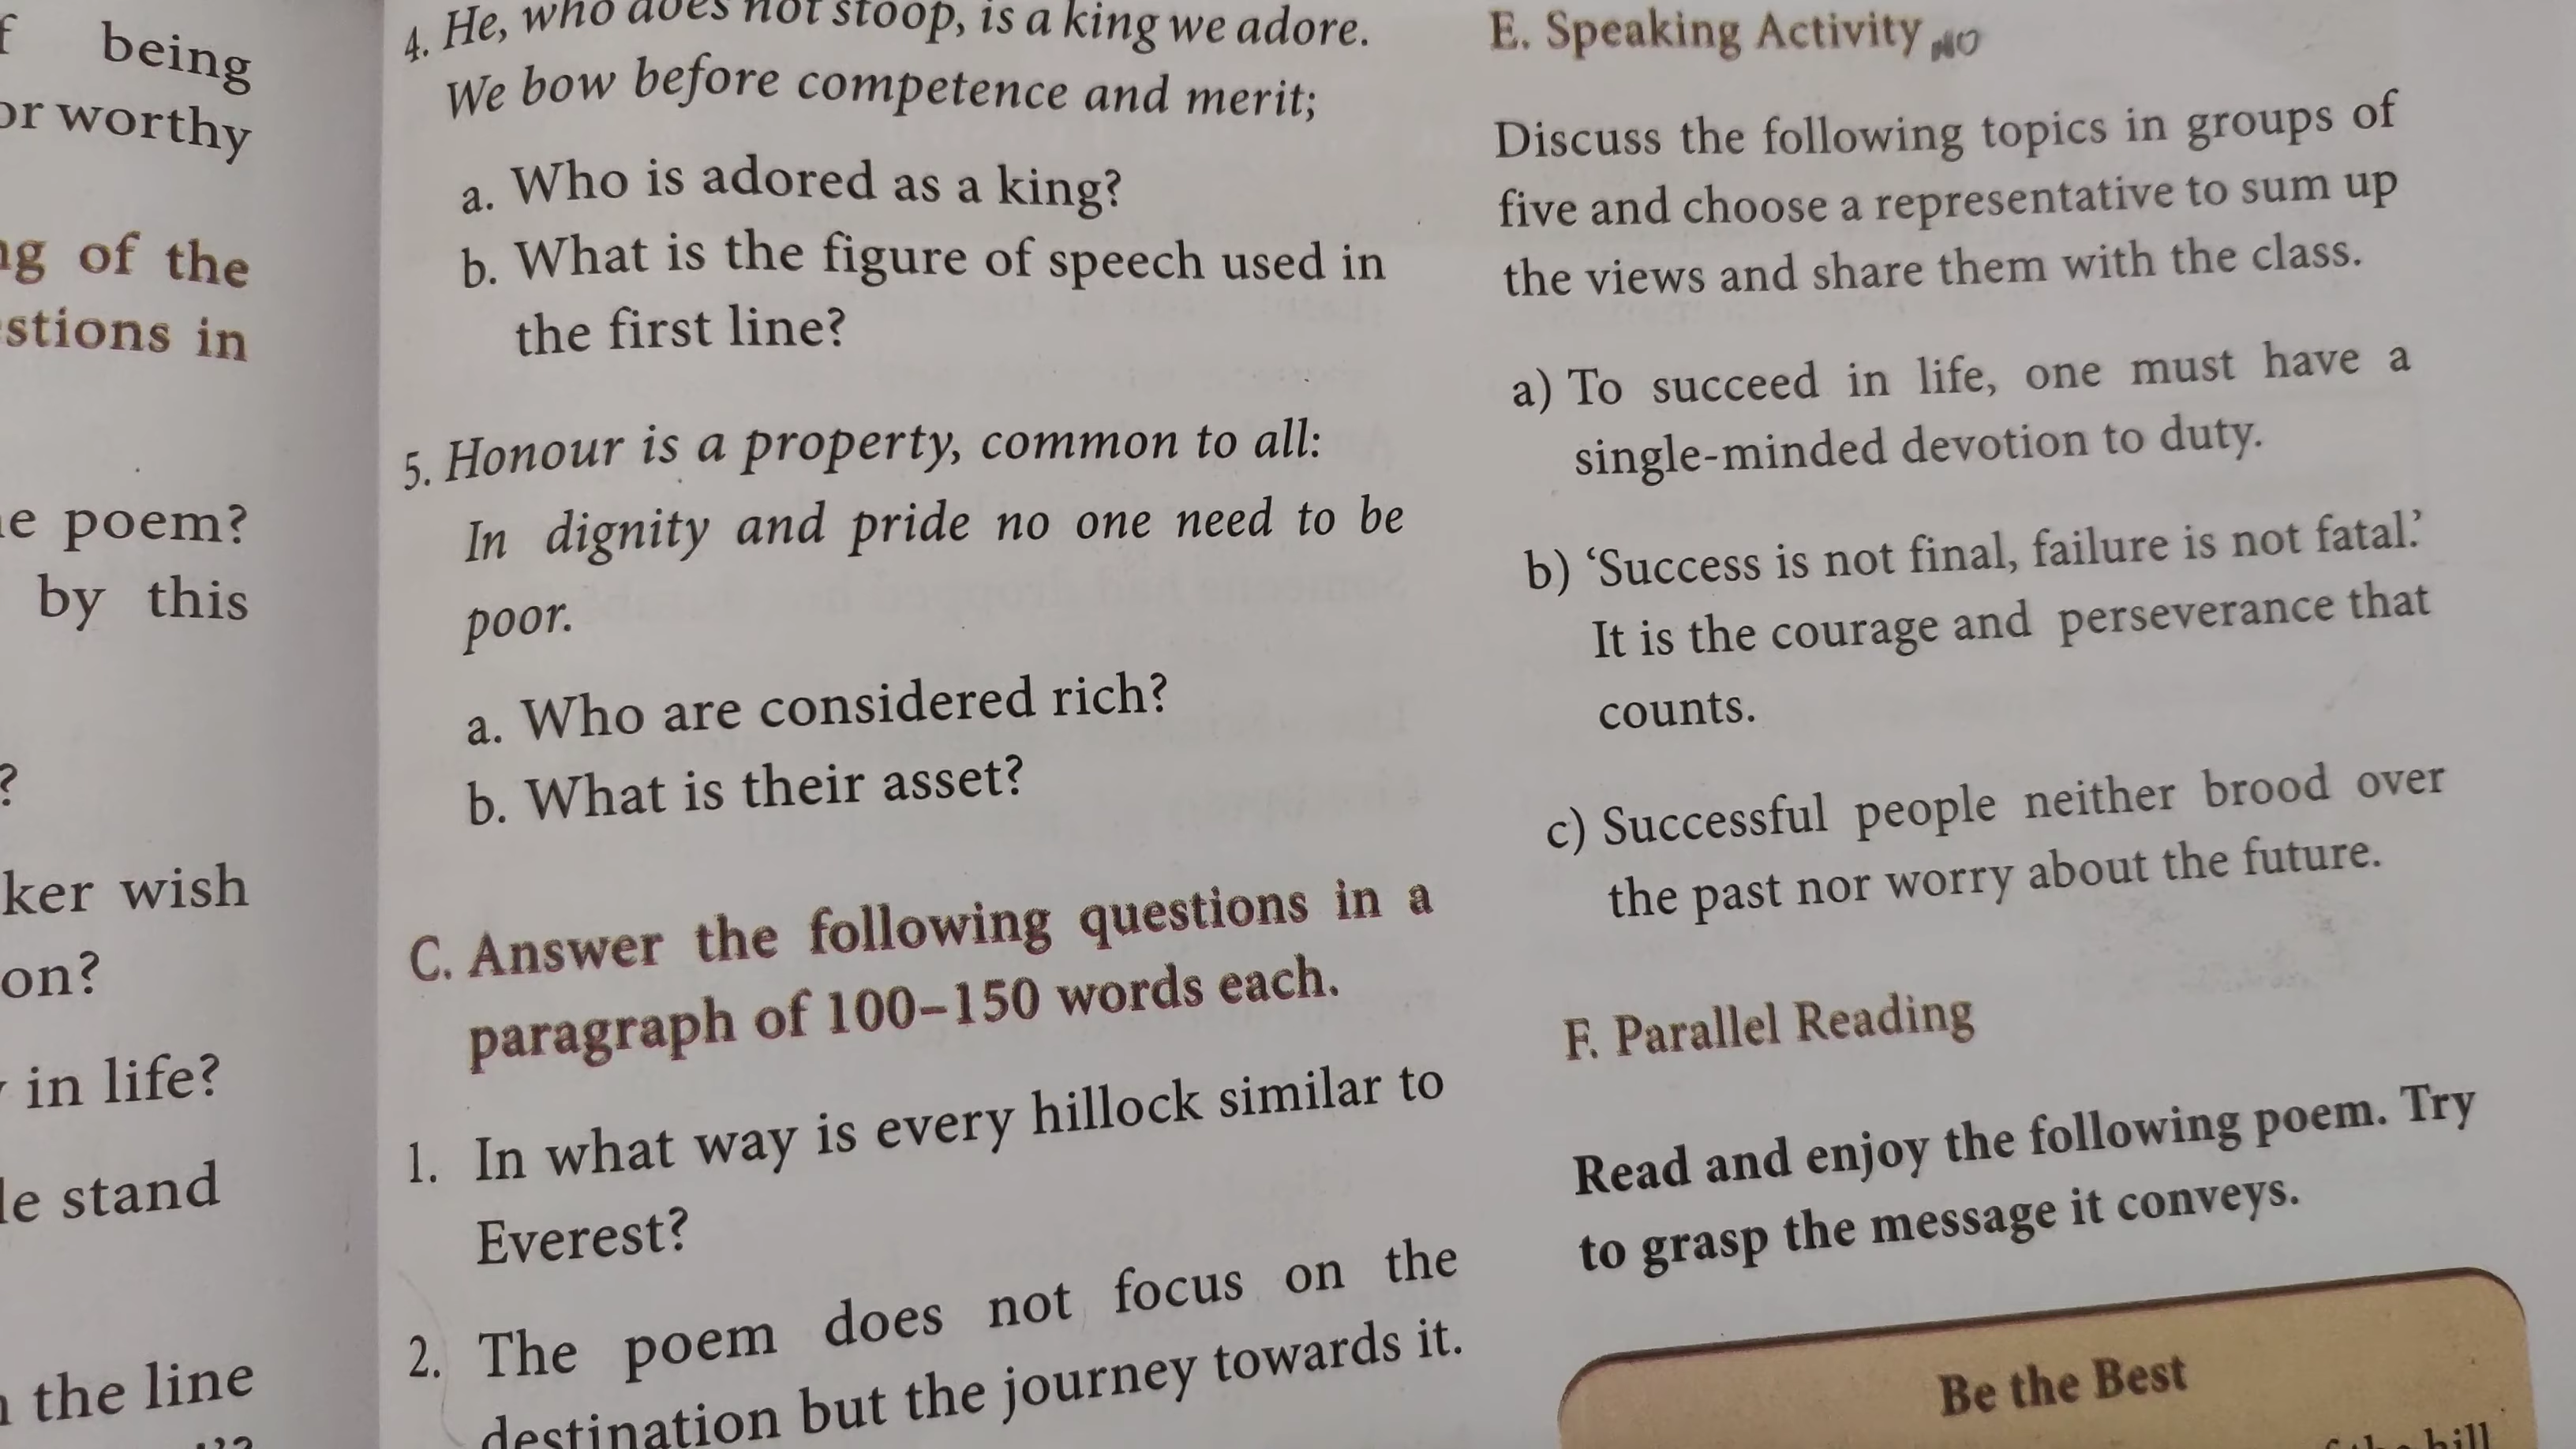 being
or worthy
of the
in
poem?
by this
?
wish
on?
in life?
stand
the line
4. He, who does not stoop, is a king we adore.
We bow before competence and merit;
a. Who is adored as a king?
b. What is the figure of speech used in
the first line?
5. Honour is a property, common to all:
In dignity and pride no one need to be
poor.
a. Who are considered rich?
b. What is their asset?
C. Answer the following questions in a
paragraph of 100–150 words each.
1. In what way is every hillock similar to
Everest?
2. The poem does not focus on the
destination but the journey towards it.
E. Speaking Activity NO
Discuss the following topics in groups of
five and choose a representative to sum up
the views and share them with the class.
a) To succeed in life, one must have a
single-minded devotion to duty.
b) ‘Success is not final, failure is not fatal.’
It is the courage and perseverance that
counts.
c) Successful people neither brood over
the past nor worry about the future.
F. Parallel Reading
Read and enjoy the following poem. Try
to grasp the message it conveys.
Be the Best
hill